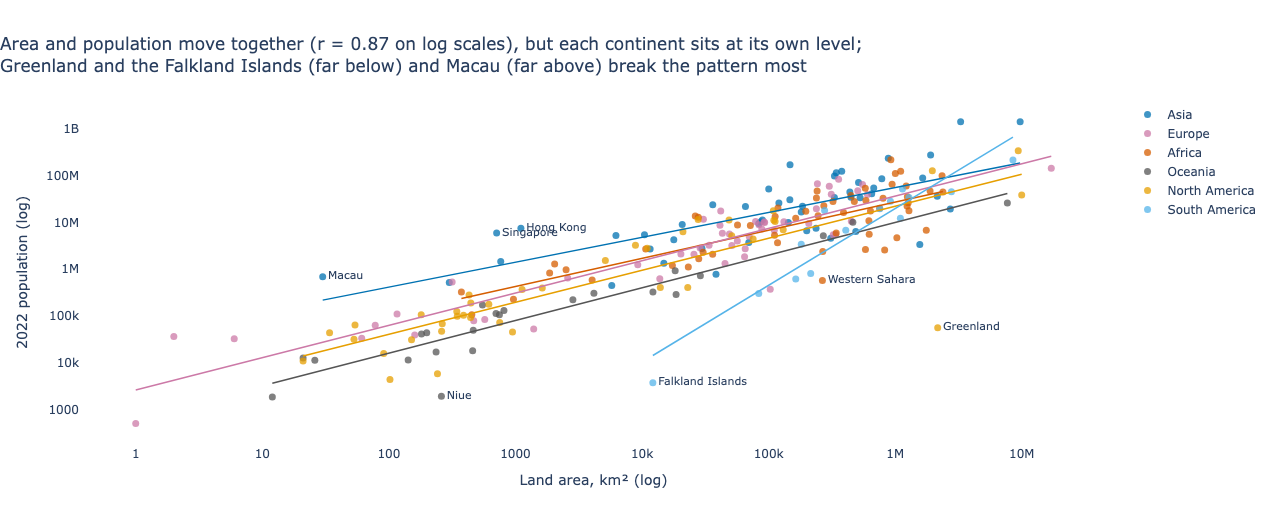 Area and population move together (r = 0.87 on log scales), but each continent sits at its own level;
Greenland and the Falkland Islands (far below) and Macau (far above) break the pattern most
Asia
Europe
Africa
Oceania
North America
South America
2022 population (log)
1B
100M
10M
1M
100k
10k
1000
Hong Kong
Singapore
Macau
Western Sahara
Greenland
Falkland Islands
Niue
1
10
100
1000
10k
100k
1M
10M
Land area, km² (log)